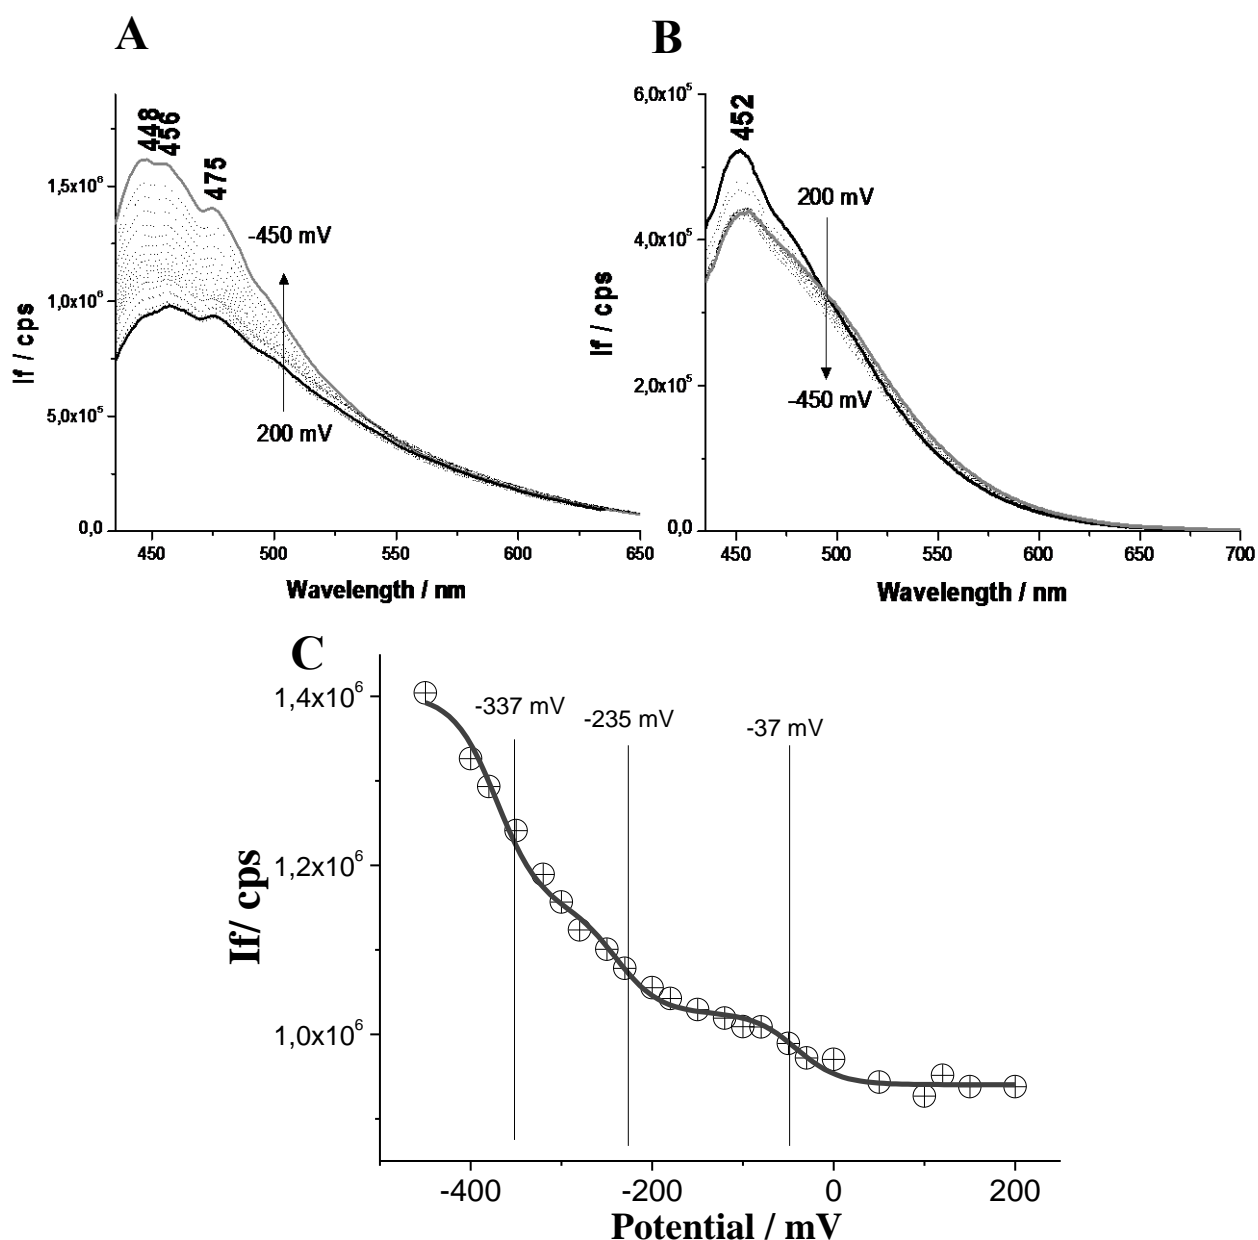 A
448
456
475
-450 mV
200 mV
If / cps
1,5x10⁶
1,0x10⁶
5,0x10⁵
0,0
450 500 550 600 650
Wavelength / nm
B
452
200 mV
-450 mV
If / cps
6,0x10⁵
4,0x10⁵
2,0x10⁵
0,0
450 500 550 600 650 700
Wavelength / nm
C
-337 mV
-235 mV
-37 mV
If/ cps
1,4x10⁶
1,2x10⁶
1,0x10⁶
-400 -200 0 200
Potential / mV